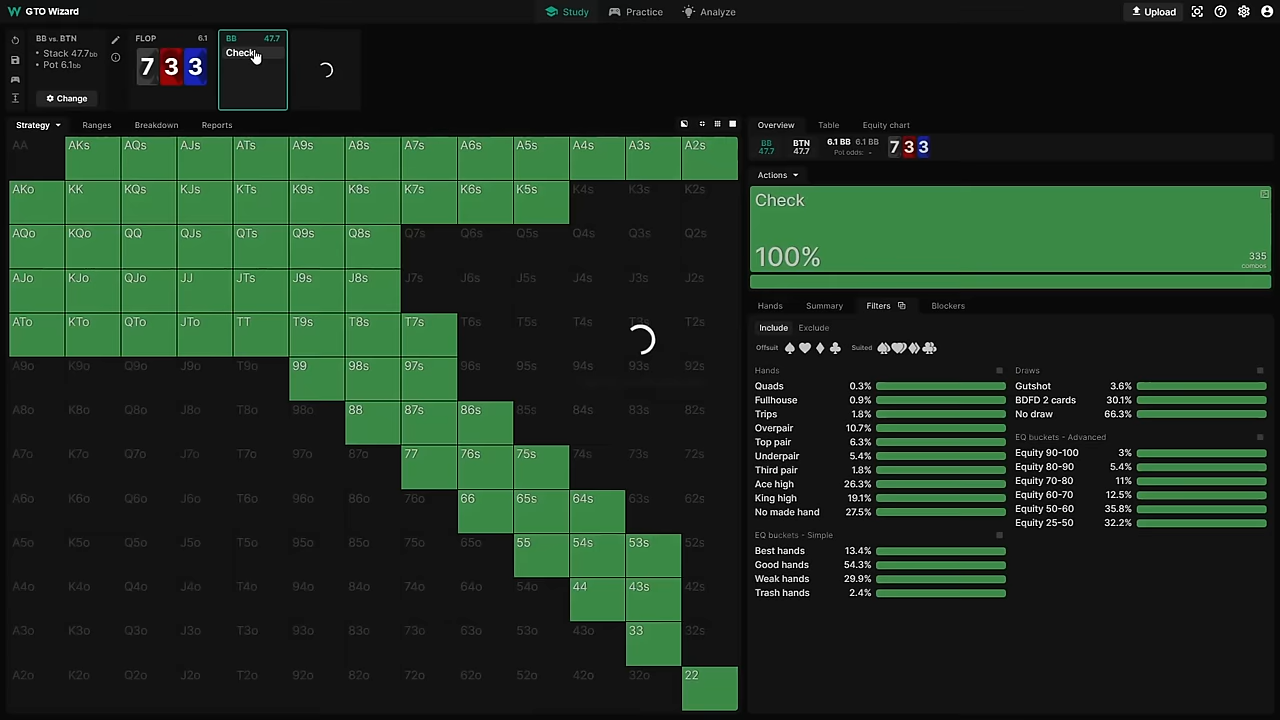 GTO Wizard
Study
Practice
Analyze
Upload
BB vs. BTN
• Stack 47.7bb
• Pot 6.1bb
Change
FLOP 6.1
7 3 3
BB 47.7
Check
Strategy Ranges Breakdown Reports
AA AKs AQs AJs ATs A9s A8s A7s A6s A5s A4s A3s A2s
AKo KK KQs KJs KTs K9s K8s K7s K6s K5s K4s K3s K2s
AQo KQo QQ QJs QTs Q9s Q8s Q7s Q6s Q5s Q4s Q3s Q2s
AJo KJo QJo JJ JTs J9s J8s J7s J6s J5s J4s J3s J2s
ATo KTo QTo JTo TT T9s T8s T7s T6s T5s T4s T3s T2s
A9o K9o Q9o J9o T9o 99 98s 97s 96s 95s 94s 93s 92s
A8o K8o Q8o J8o T8o 98o 88 87s 86s 85s 84s 83s 82s
A7o K7o Q7o J7o T7o 97o 87o 77 76s 75s 74s 73s 72s
A6o K6o Q6o J6o T6o 96o 86o 76o 66 65s 64s 63s 62s
A5o K5o Q5o J5o T5o 95o 85o 75o 65o 55 54s 53s 52s
A4o K4o Q4o J4o T4o 94o 84o 74o 64o 54o 44 43s 42s
A3o K3o Q3o J3o T3o 93o 83o 73o 63o 53o 43o 33 32s
A2o K2o Q2o J2o T2o 92o 82o 72o 62o 52o 42o 32o 22
Overview Table Equity chart
BB 47.7
BTN 47.7
6.1 BB 6.1 BB
Pot odds: -
7 3 3
Actions
Check
100%
335 combos
Hands Summary Filters Blockers
Include Exclude
Offsuit
Suited
Hands
Quads 0.3%
Fullhouse 0.9%
Trips 1.8%
Overpair 10.7%
Top pair 6.3%
Underpair 5.4%
Third pair 1.8%
Ace high 26.3%
King high 19.1%
No made hand 27.5%
EQ buckets - Simple
Best hands 13.4%
Good hands 54.3%
Weak hands 29.9%
Trash hands 2.4%
Draws
Gutshot 3.6%
BDFD 2 cards 30.1%
No draw 66.3%
EQ buckets - Advanced
Equity 90-100 3%
Equity 80-90 5.4%
Equity 70-80 11%
Equity 60-70 12.5%
Equity 50-60 35.8%
Equity 25-50 32.2%